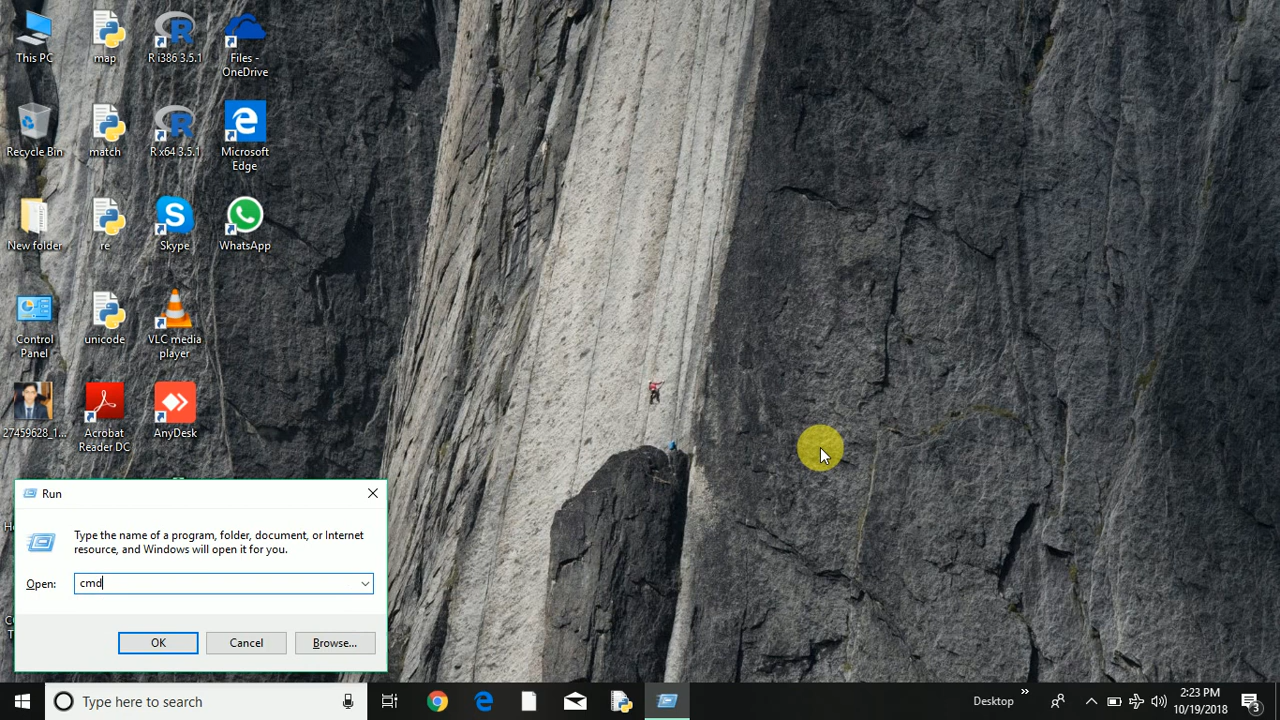 This PC
map
R i386 3.5.1
Files -
OneDrive
Recycle Bin
match
R x64 3.5.1
Microsoft
Edge
New folder
re
Skype
WhatsApp
Control
Panel
unicode
VLC media
player
27459628_1...
Acrobat
Reader DC
AnyDesk
Run
Type the name of a program, folder, document, or Internet
resource, and Windows will open it for you.
Open:
cmd
OK
Cancel
Browse...
Type here to search
Desktop
2:23 PM
10/19/2018
3